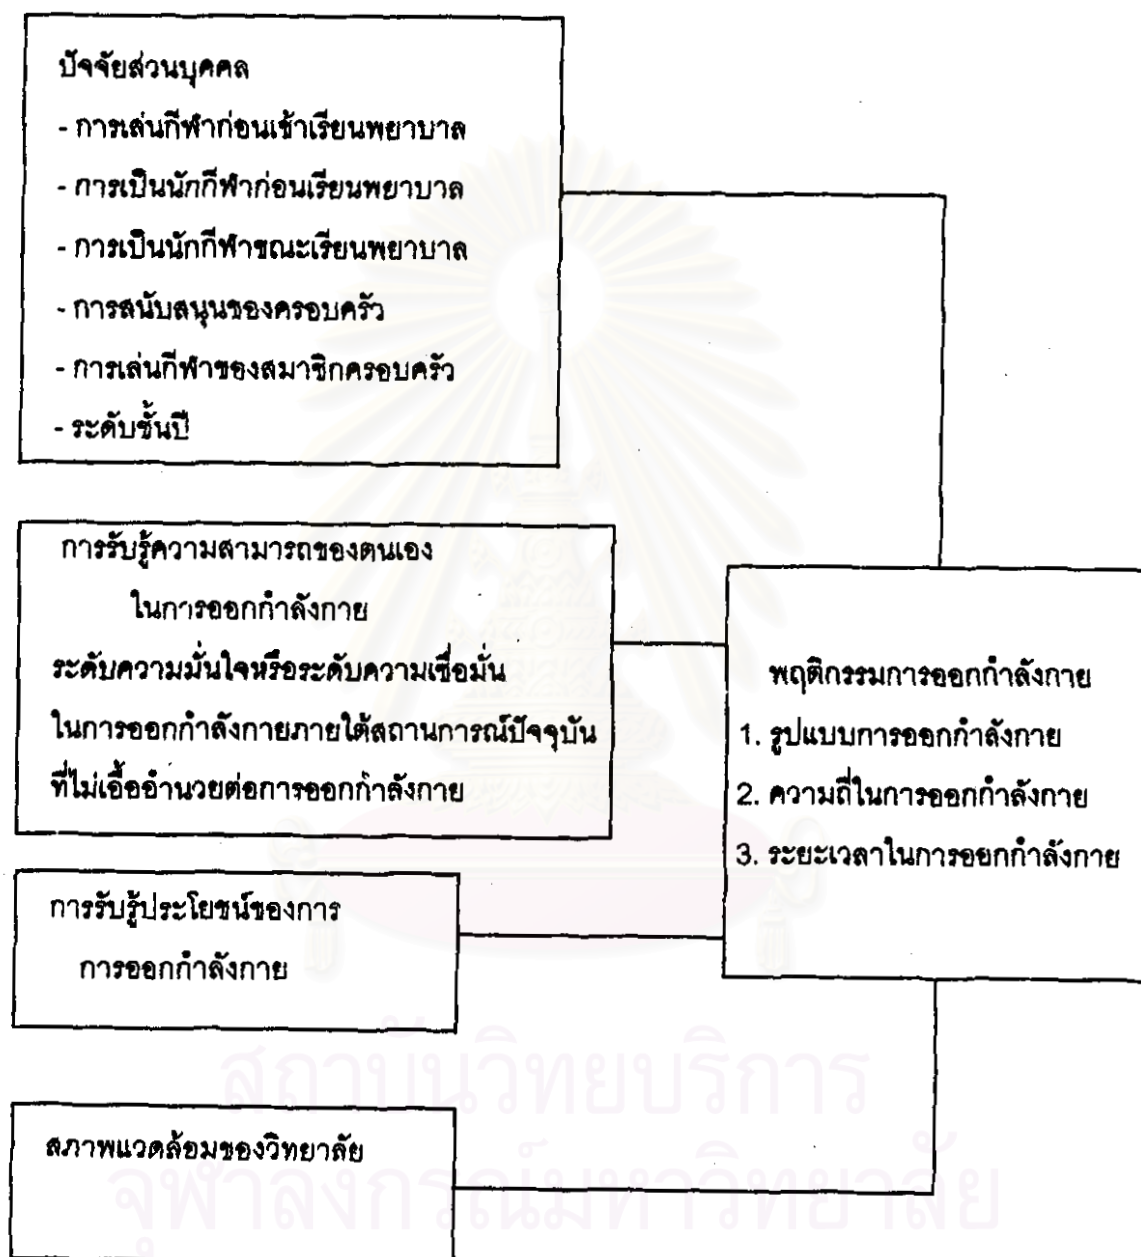 ปัจจัยส่วนบุคคล
- การเล่นกีฬาก่อนเข้าเรียนพยาบาล
- การเป็นนักกีฬาก่อนเรียนพยาบาล
- การเป็นนักกีฬาขณะเรียนพยาบาล
- การสนับสนุนของครอบครัว
- การเล่นกีฬาของสมาชิกครอบครัว
- ระดับชั้นปี
การรับรู้ความสามารถของตนเอง
ในการออกกำลังกาย
ระดับความมั่นใจหรือระดับความเชื่อมั่น
ในการออกกำลังกายภายใต้สถานการณ์ปัจจุบัน
ที่ไม่เอื้ออำนวยต่อการออกกำลังกาย
การรับรู้ประโยชน์ของการ
การออกกำลังกาย
สภาพแวดล้อมของวิทยาลัย
พฤติกรรมการออกกำลังกาย
1. รูปแบบการออกกำลังกาย
2. ความถี่ในการออกกำลังกาย
3. ระยะเวลาในการออกกำลังกาย
สถาบันวิทยบริการ
จุฬาลงกรณ์มหาวิทยาลัย